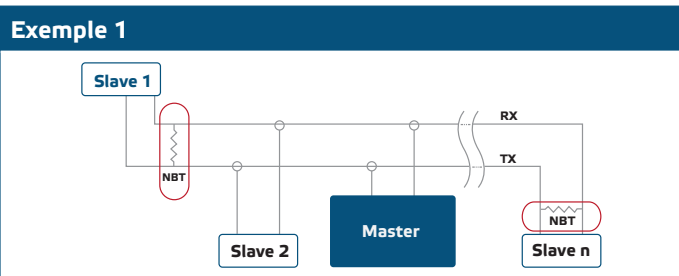 Exemple 1
Slave 1
RX
TX
NBT
Master
NBT
Slave 2
Slave n